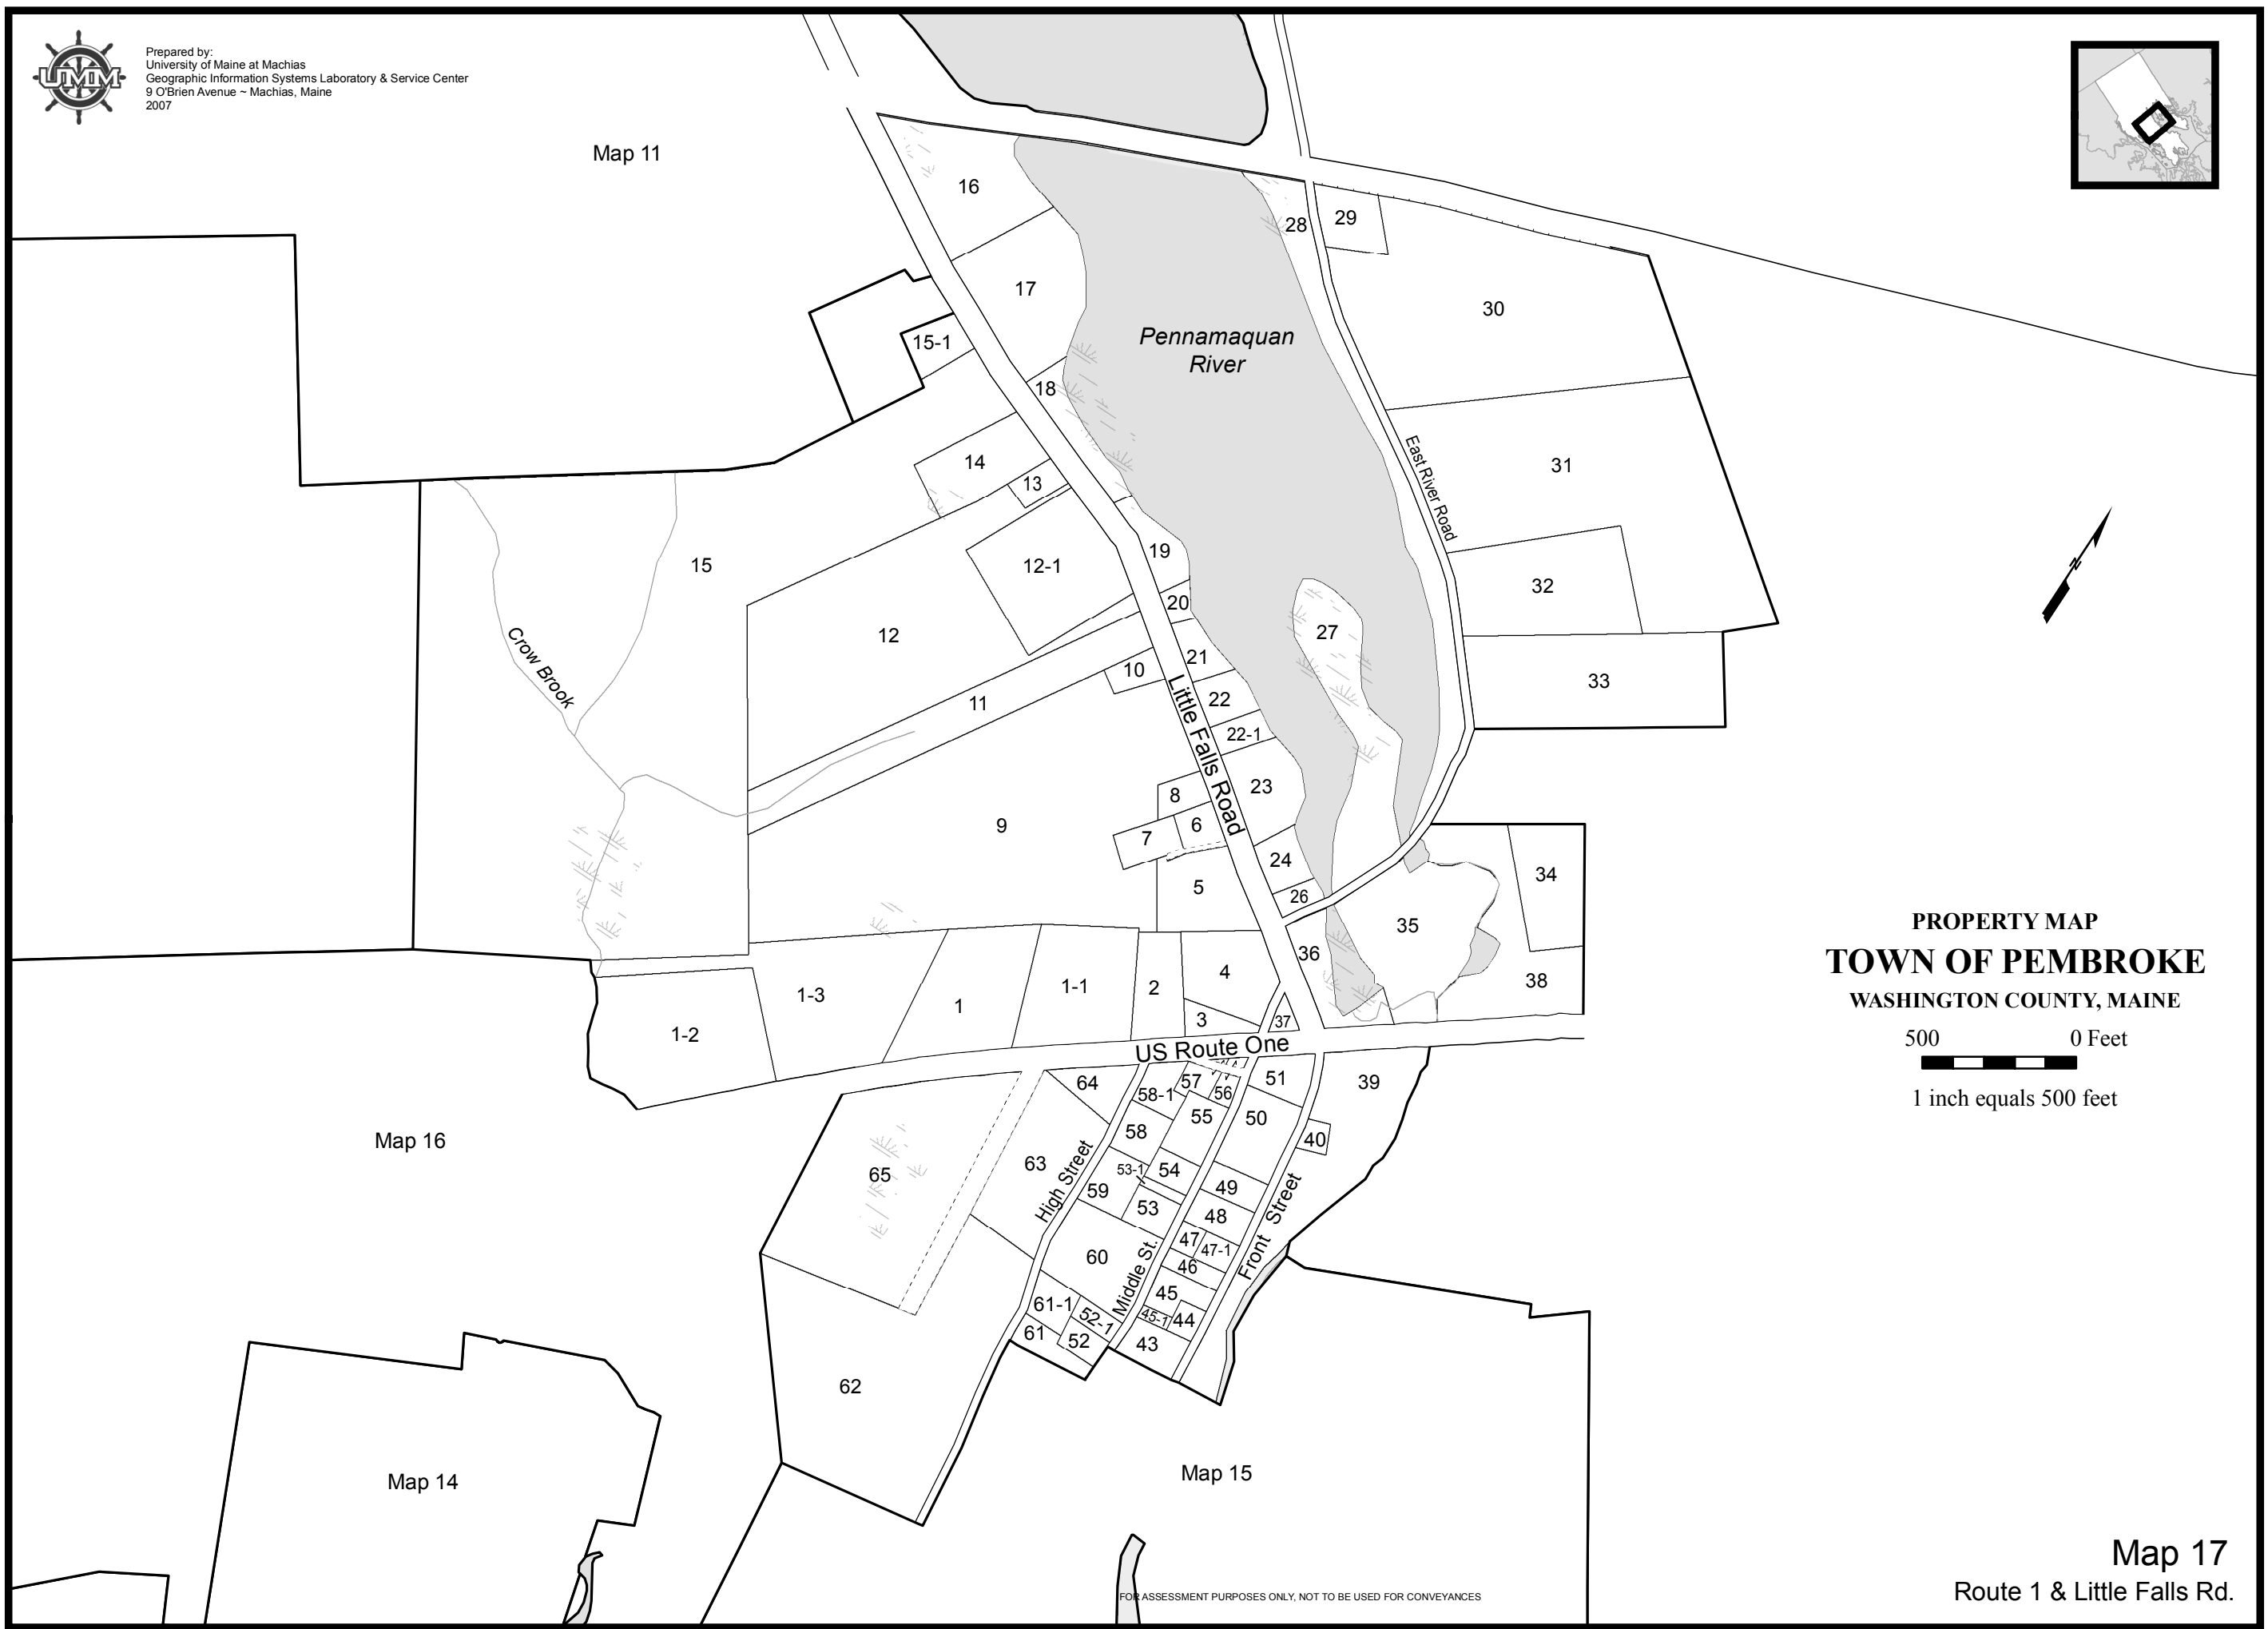 UMM
Prepared by:
University of Maine at Machias
Geographic Information Systems Laboratory & Service Center
9 O'Brien Avenue ~ Machias, Maine
2007
Map 11
16
28
29
17
30
Pennamaquan
River
15-1
18
East River Road
31
14
13
N
15
12-1
19
32
20
12
27
Crow Brook
21
10
33
11
22
Little Falls Road
22-1
23
8
9
6
7
24
34
5
26
35
PROPERTY MAP
TOWN OF PEMBROKE
WASHINGTON COUNTY, MAINE
36
4
38
1-3
1-1
2
1
3
37
1-2
500
0 Feet
1 inch equals 500 feet
US Route One
64
57
51
39
58-1
56
55
50
58
40
Map 16
63
High Street
53-1
54
65
59
49
53
48
Front Street
47
47-1
60
Middle St.
46
45
61-1
52-1
45-1
44
61
52
43
62
Map 14
Map 15
Map 17
Route 1 & Little Falls Rd.
FOR ASSESSMENT PURPOSES ONLY, NOT TO BE USED FOR CONVEYANCES